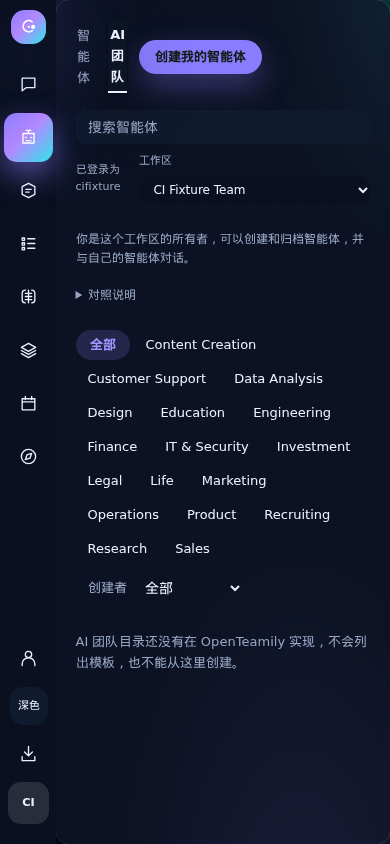 智能体
AI团队
创建我的智能体
搜索智能体
已登录为
cifixture
工作区
CI Fixture Team
你是这个工作区的所有者，可以创建和归档智能体，并
与自己的智能体对话。
对照说明
全部 Content Creation
Customer Support Data Analysis
Design Education Engineering
Finance IT & Security Investment
Legal Life Marketing
Operations Product Recruiting
Research Sales
创建者 全部
AI 团队目录还没有在 OpenTeamily 实现，不会列
出模板，也不能从这里创建。
深色
CI